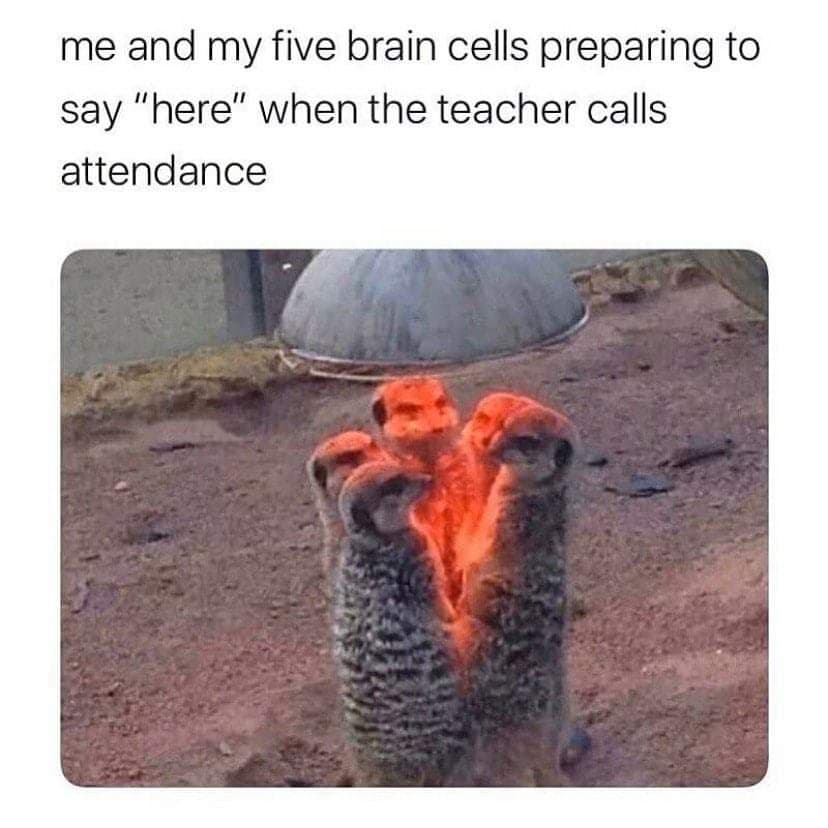 me and my five brain cells preparing to
say "here" when the teacher calls
attendance